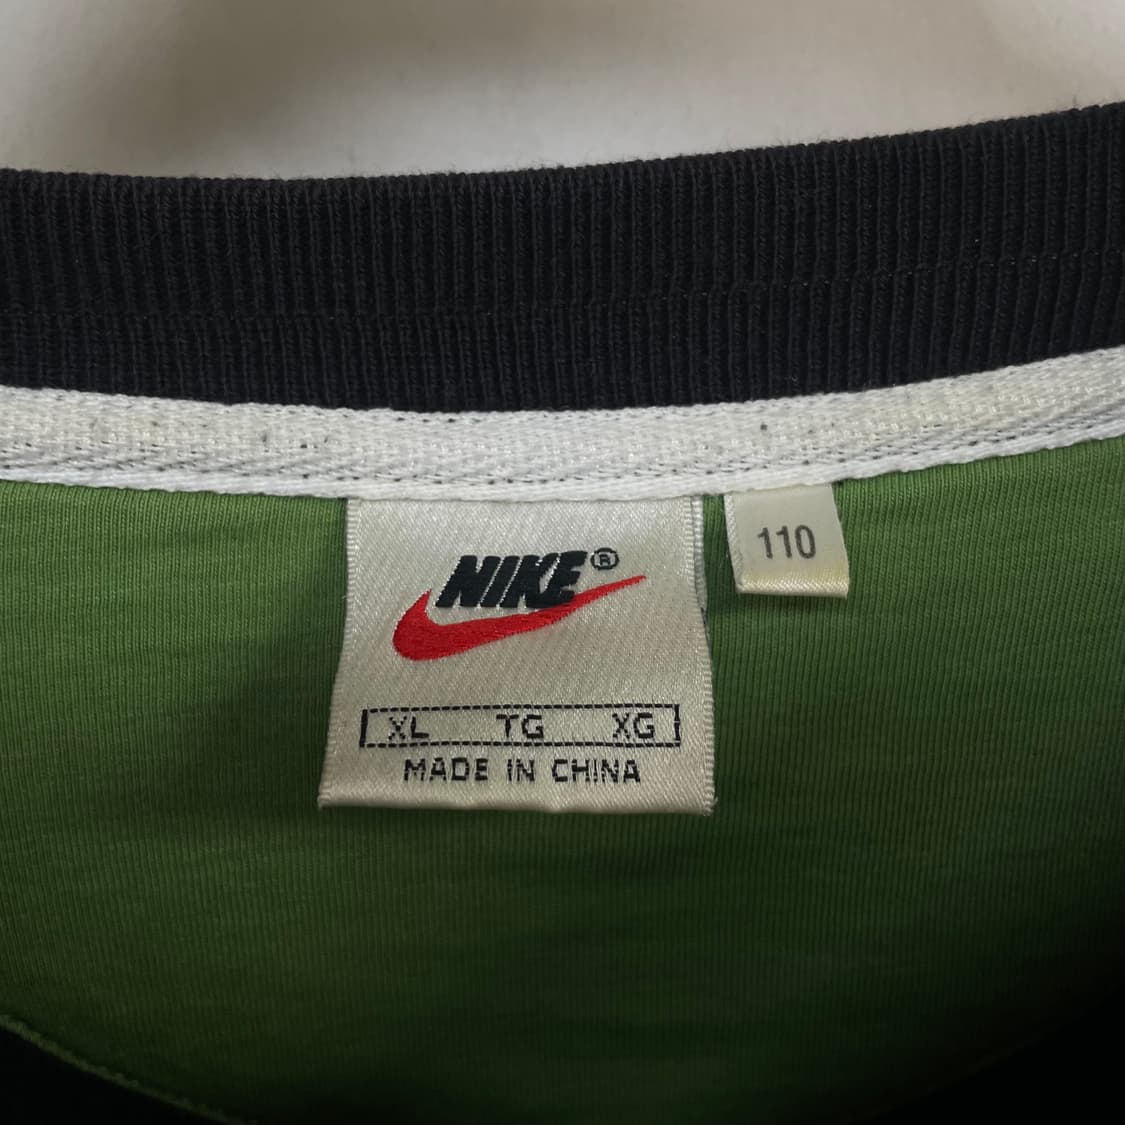 NIKE®
110
XL TG XG
MADE IN CHINA